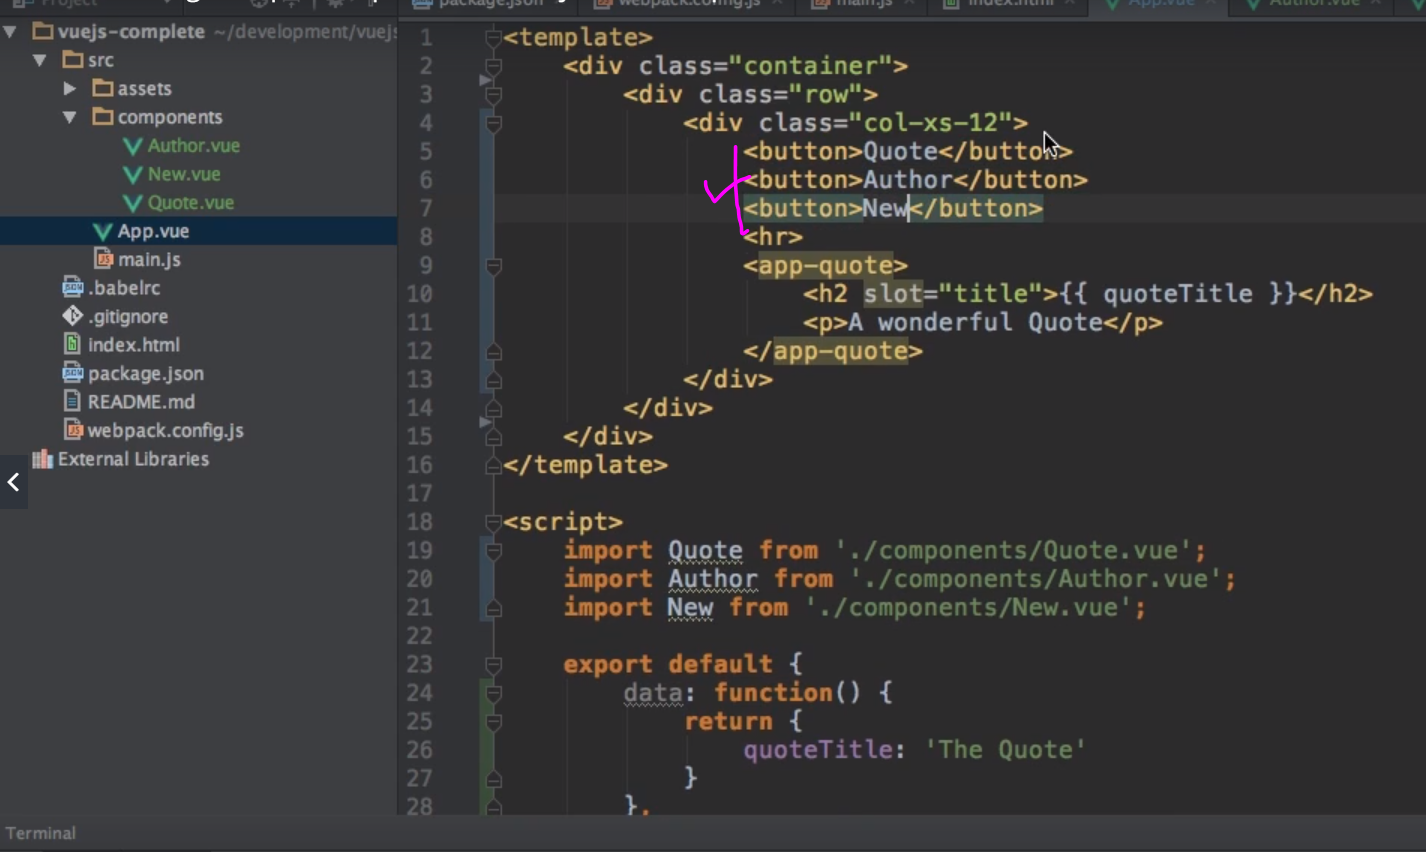 Project
package.json
webpack.config.js
main.js
index.html
App.vue
Author.vue
vuejs-complete ~/development/vuejs
src
assets
components
Author.vue
New.vue
Quote.vue
App.vue
main.js
.babelrc
.gitignore
index.html
package.json
README.md
webpack.config.js
External Libraries
1 <template>
2 <div class="container">
3 <div class="row">
4 <div class="col-xs-12">
5 <button>Quote</button>
6 <button>Author</button>
7 <button>New</button>
8 <hr>
9 <app-quote>
10 <h2 slot="title">{{ quoteTitle }}</h2>
11 <p>A wonderful Quote</p>
12 </app-quote>
13 </div>
14 </div>
15 </div>
16 </template>
17
18 <script>
19 import Quote from './components/Quote.vue';
20 import Author from './components/Author.vue';
21 import New from './components/New.vue';
22
23 export default {
24 data: function() {
25 return {
26 quoteTitle: 'The Quote'
27 }
28 },
Terminal